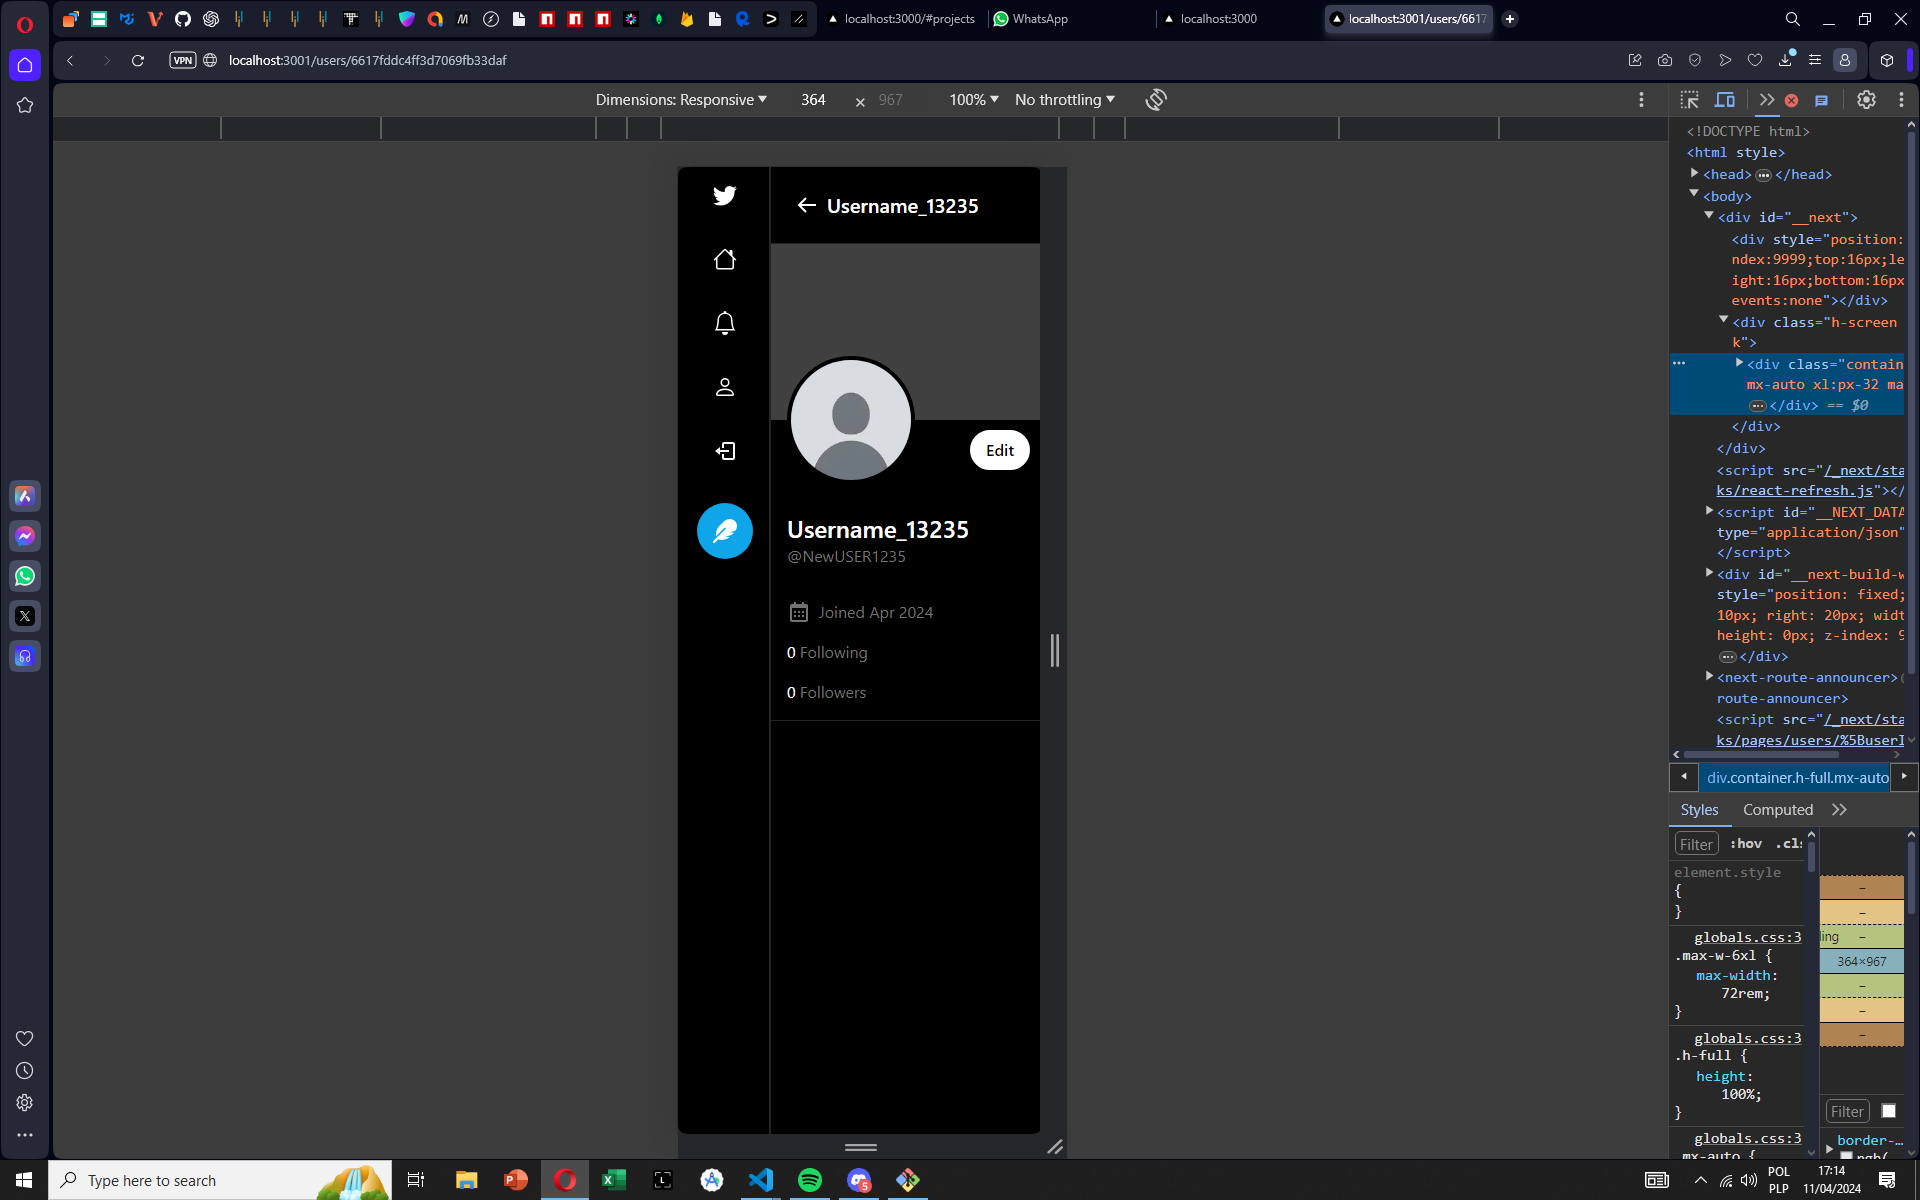 localhost:3000/#projects
WhatsApp
localhost:3000
localhost:3001/users/6617
VPN
localhost:3001/users/6617fddc4ff3d7069fb33daf
Dimensions: Responsive
364
×
967
100%
No throttling
Username_13235
Edit
Username_13235
@NewUSER1235
Joined Apr 2024
0 Following
0 Followers
<!DOCTYPE html>
<html style>
<head> </head>
<body>
<div id="__next">
<div style="position:
ndex:9999;top:16px;le
ight:16px;bottom:16px
events:none"></div>
<div class="h-screen
k">
<div class="contain
mx-auto xl:px-32 ma
</div> == $0
</div>
</div>
<script src="/_next/sta
ks/react-refresh.js"></
<script id="__NEXT_DATA
type="application/json"
</script>
<div id="__next-build-w
style="position: fixed;
10px; right: 20px; widt
height: 0px; z-index: 9
</div>
<next-route-announcer>
route-announcer>
<script src="/_next/sta
ks/pages/users/%5BuserI
div.container.h-full.mx-auto
Styles
Computed
Filter
:hov
.cls
element.style
{
}
globals.css:3
.max-w-6xl {
max-width:
72rem;
}
globals.css:3
.h-full {
height:
100%;
}
globals.css:3
mx-auto {
ling
364×967
Filter
border-…
rgb(
Type here to search
5
POL
PLP
17:14
11/04/2024